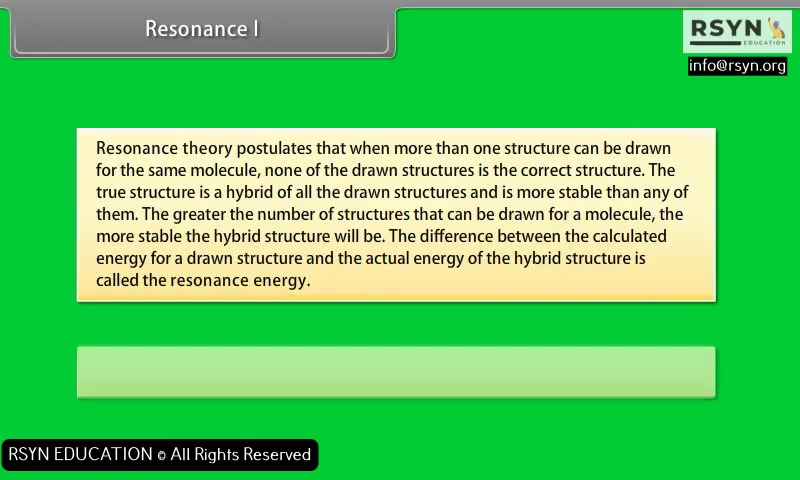 Resonance I
RSYN
EDUCATION
info@rsyn.org
Resonance theory postulates that when more than one structure can be drawn
for the same molecule, none of the drawn structures is the correct structure. The
true structure is a hybrid of all the drawn structures and is more stable than any of
them. The greater the number of structures that can be drawn for a molecule, the
more stable the hybrid structure will be. The difference between the calculated
energy for a drawn structure and the actual energy of the hybrid structure is
called the resonance energy.
RSYN EDUCATION © All Rights Reserved